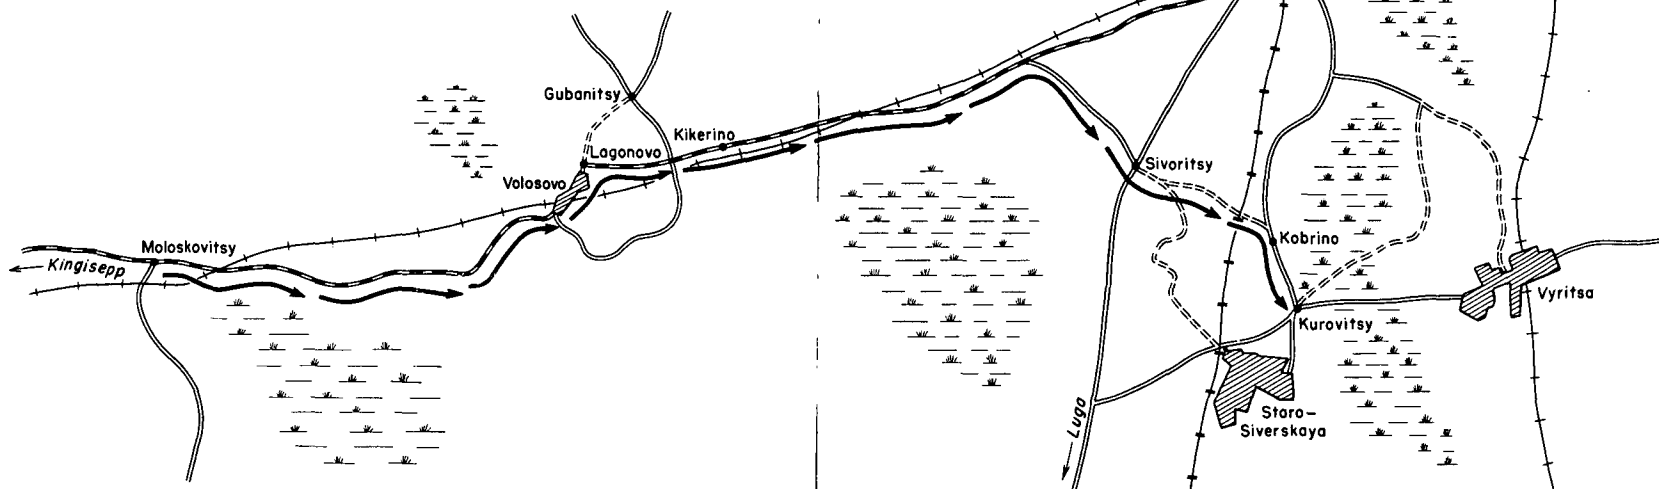 Gubanitsy
Kikerino
Lagonovo
Volosovo
Sivoritsy
Moloskovitsy
Kingisepp
Kobrino
Vyritsa
Kurovitsy
Luga
Staro-
Siverskaya